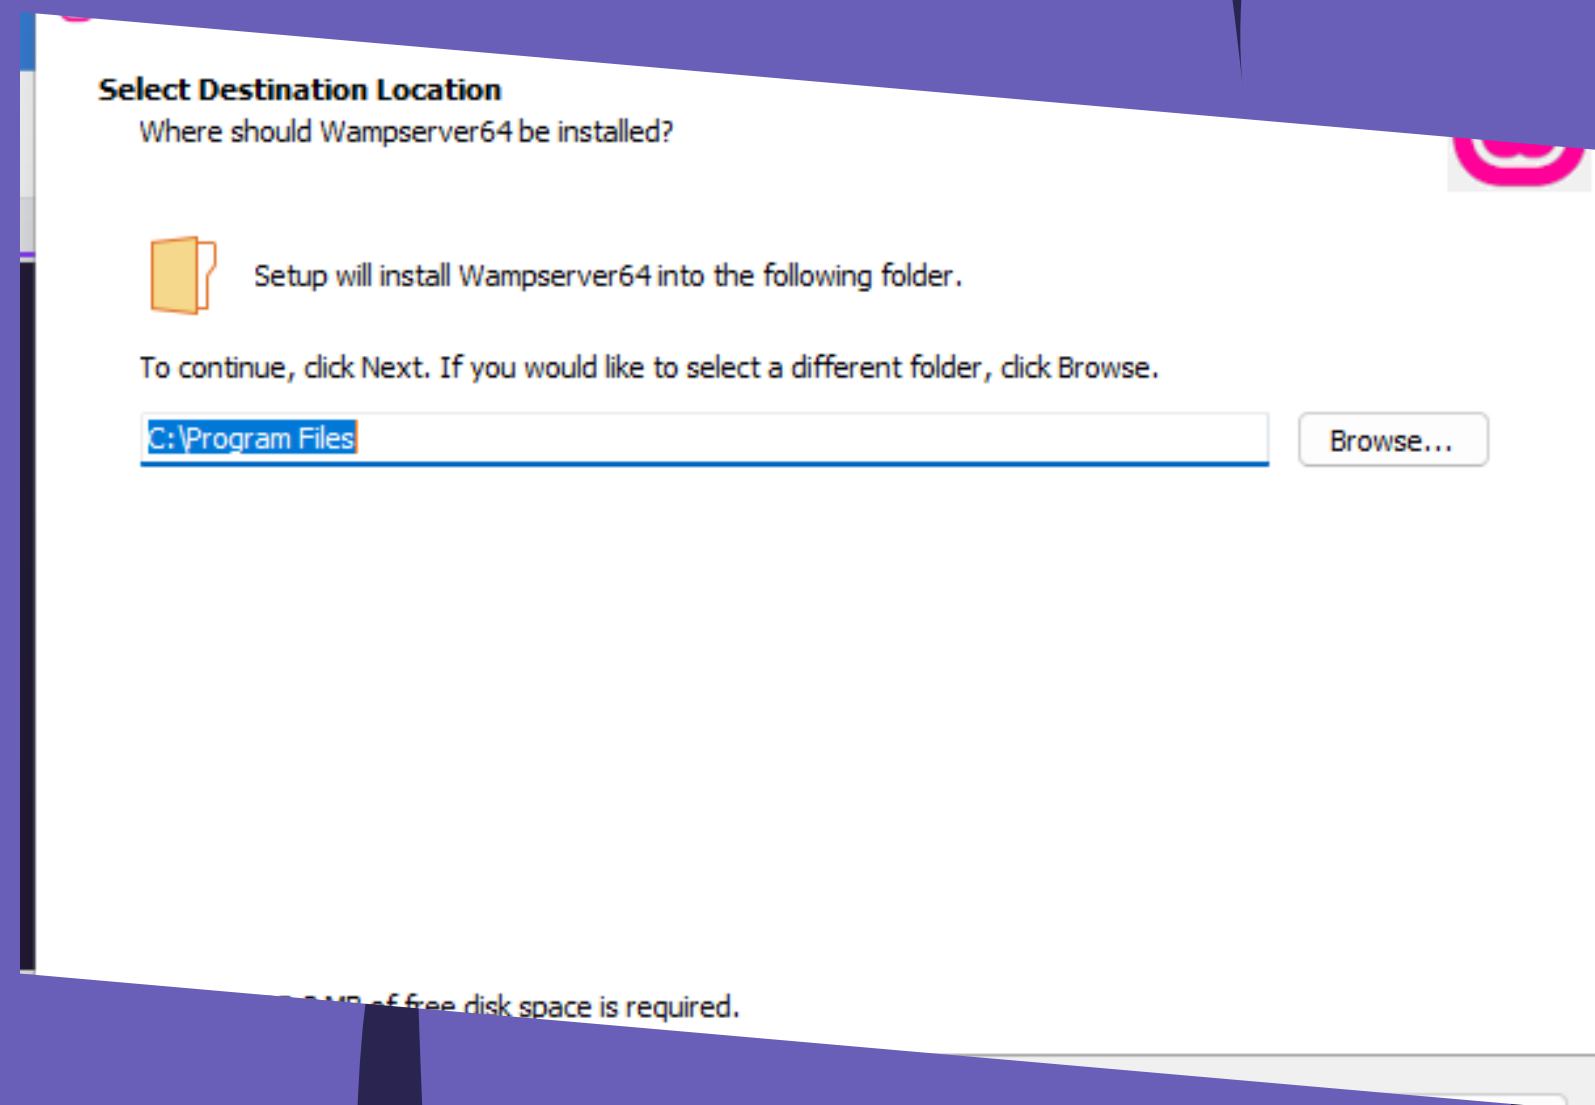 Select Destination Location
Where should Wampserver64 be installed?
Setup will install Wampserver64 into the following folder.
To continue, click Next. If you would like to select a different folder, click Browse.
C:\Program Files
Browse...
MB of free disk space is required.